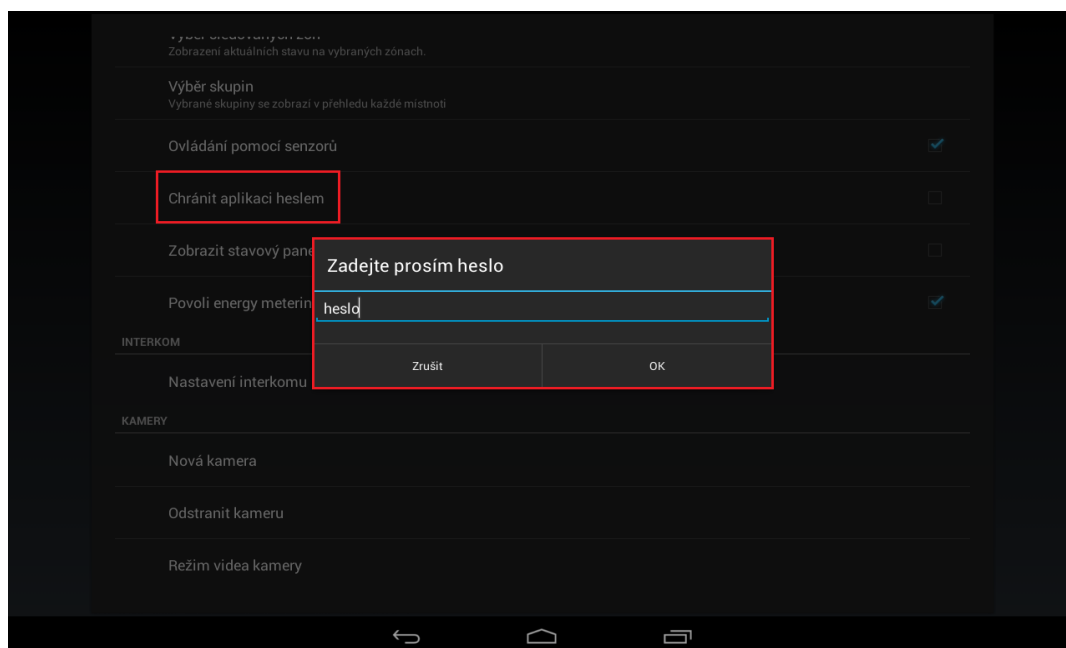 Zobrazení aktuálních stavu na vybraných zónach.
Výběr skupin
Vybrané skupiny se zobrazí v přehledu každé místnoti
Ovládání pomocí senzorů
Chránit aplikaci heslem
Zobrazit stavový pane
Zadejte prosím heslo
Povoli energy meterin
heslo
INTERKOM
Zrušit
OK
Nastavení interkomu
KAMERY
Nová kamera
Odstranit kameru
Režim videa kamery